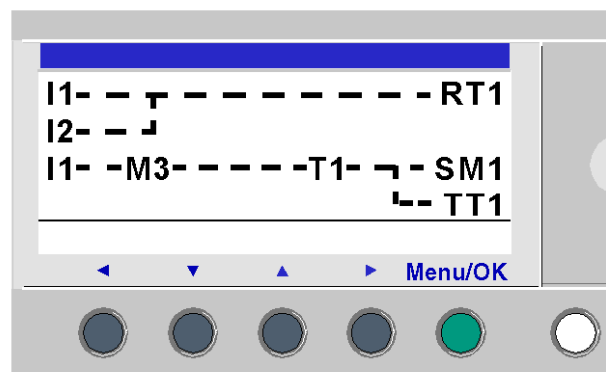 I1- - - - - - - - - - RT1
I2- - -
I1- -M3- - - - - -T1- - - SM1
-- TT1
Menu/OK